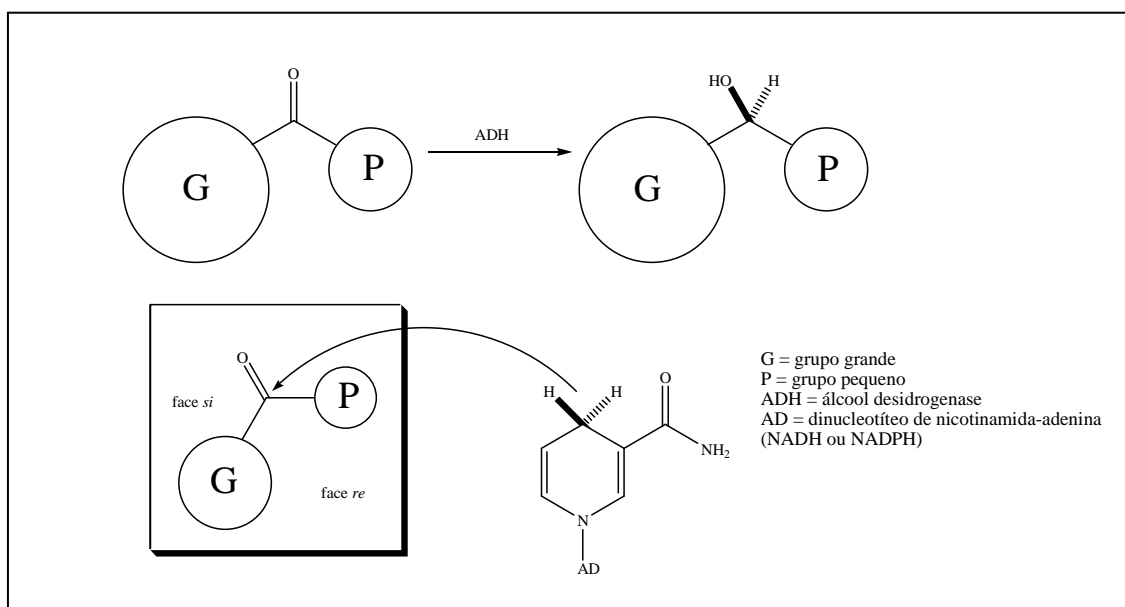 O
HO
H
ADH
G
P
G
P
O
face si
P
G
face re
H
H
O
NH2
N
AD
G = grupo grande
P = grupo pequeno
ADH = álcool desidrogenase
AD = dinucleotíteo de nicotinamida-adenina
(NADH ou NADPH)